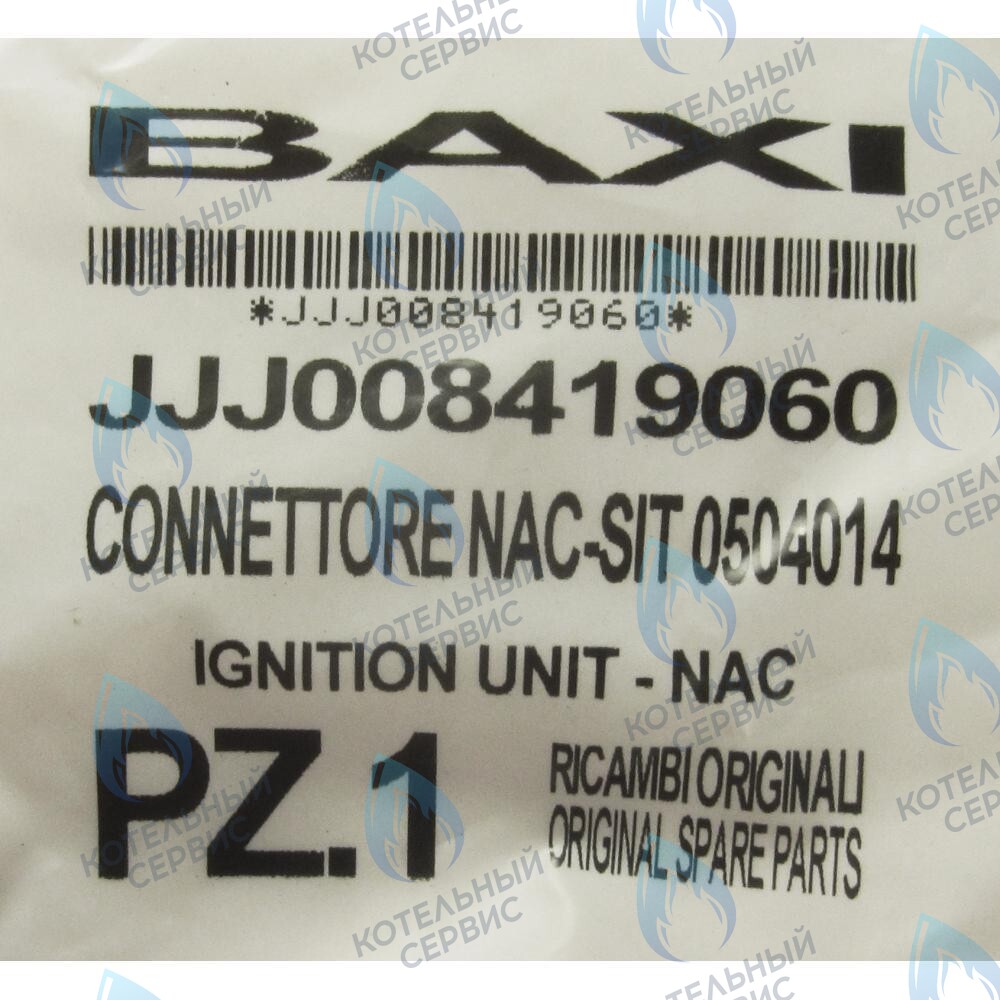 BAXI
*JJJ008419060*
JJJ008419060
CONNETTORE NAC-SIT 0504014
IGNITION UNIT - NAC
PZ.1
RICAMBI ORIGINALI
ORIGINAL SPARE PARTS
КОТЕЛЬНЫЙ
СЕРВИС